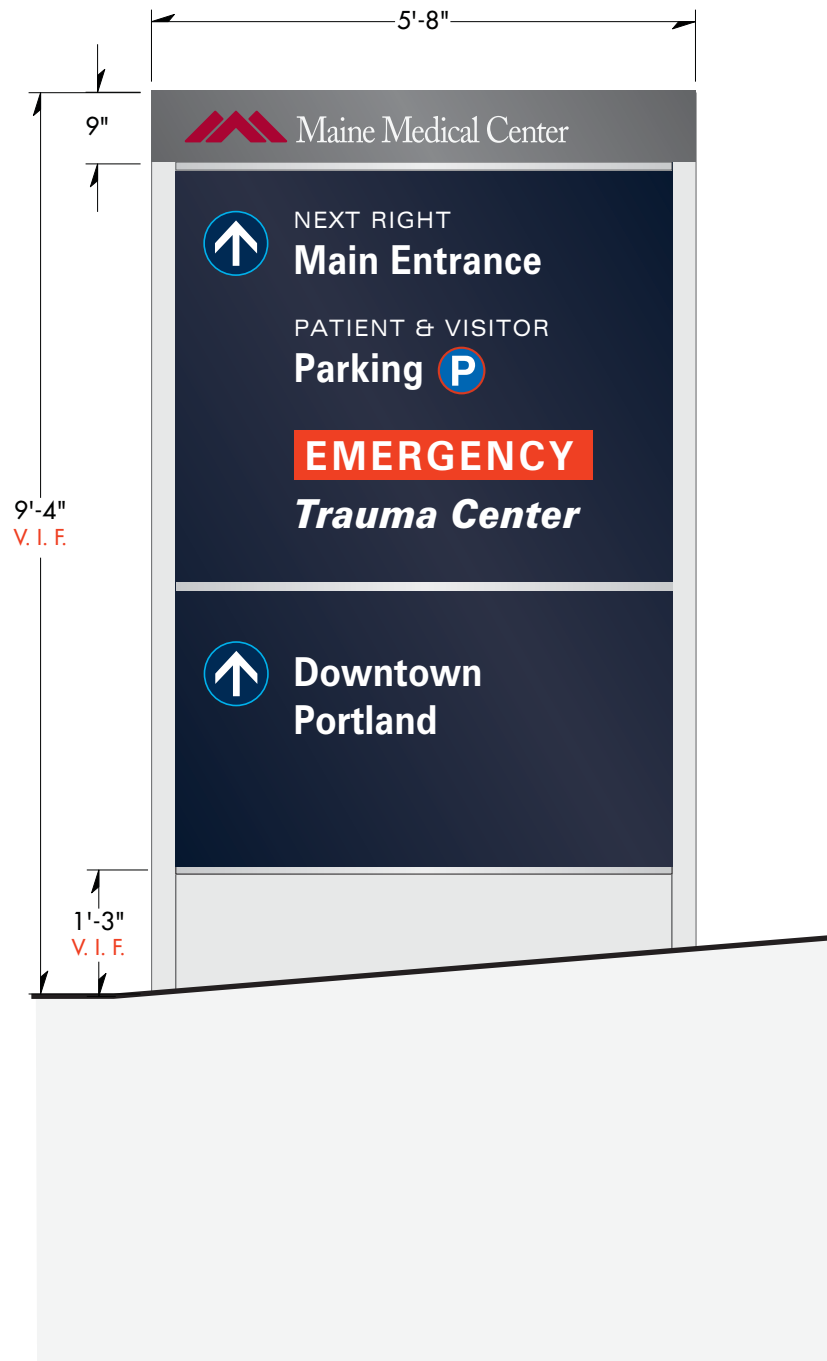 5'-8"
9"
Maine Medical Center
NEXT RIGHT
Main Entrance
PATIENT & VISITOR
Parking P
EMERGENCY
Trauma Center
9'-4"
V. I. F.
Downtown
Portland
1'-3"
V. I. F.